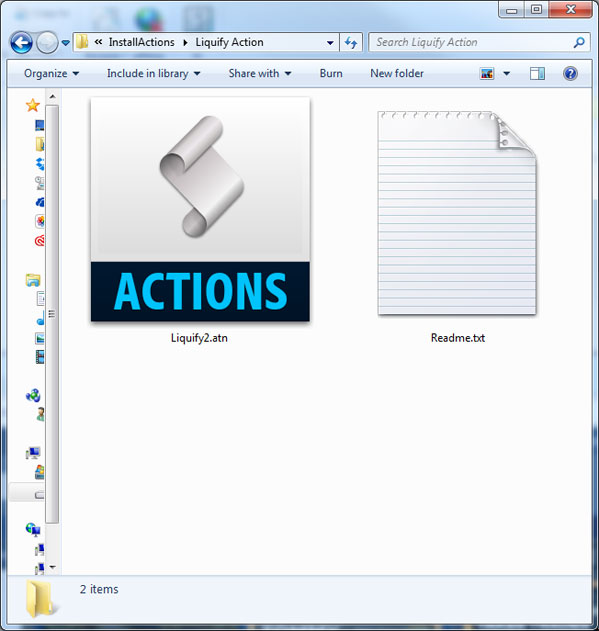 « InstallActions Liquify Action Search Liquify Action
Organize Include in library Share with Burn New folder
ACTIONS
Liquify2.atn Readme.txt
2 items